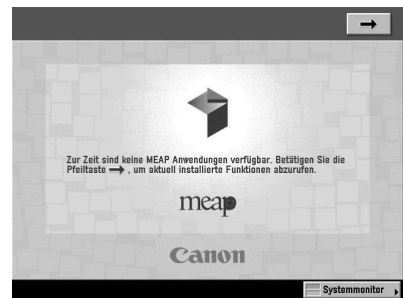 Zur Zeit sind keine MEAP Anwendungen verfügbar. Betätigen Sie die
Pfeiltaste → , um aktuell installierte Funktionen abzurufen.
meap
Canon
Systemmonitor